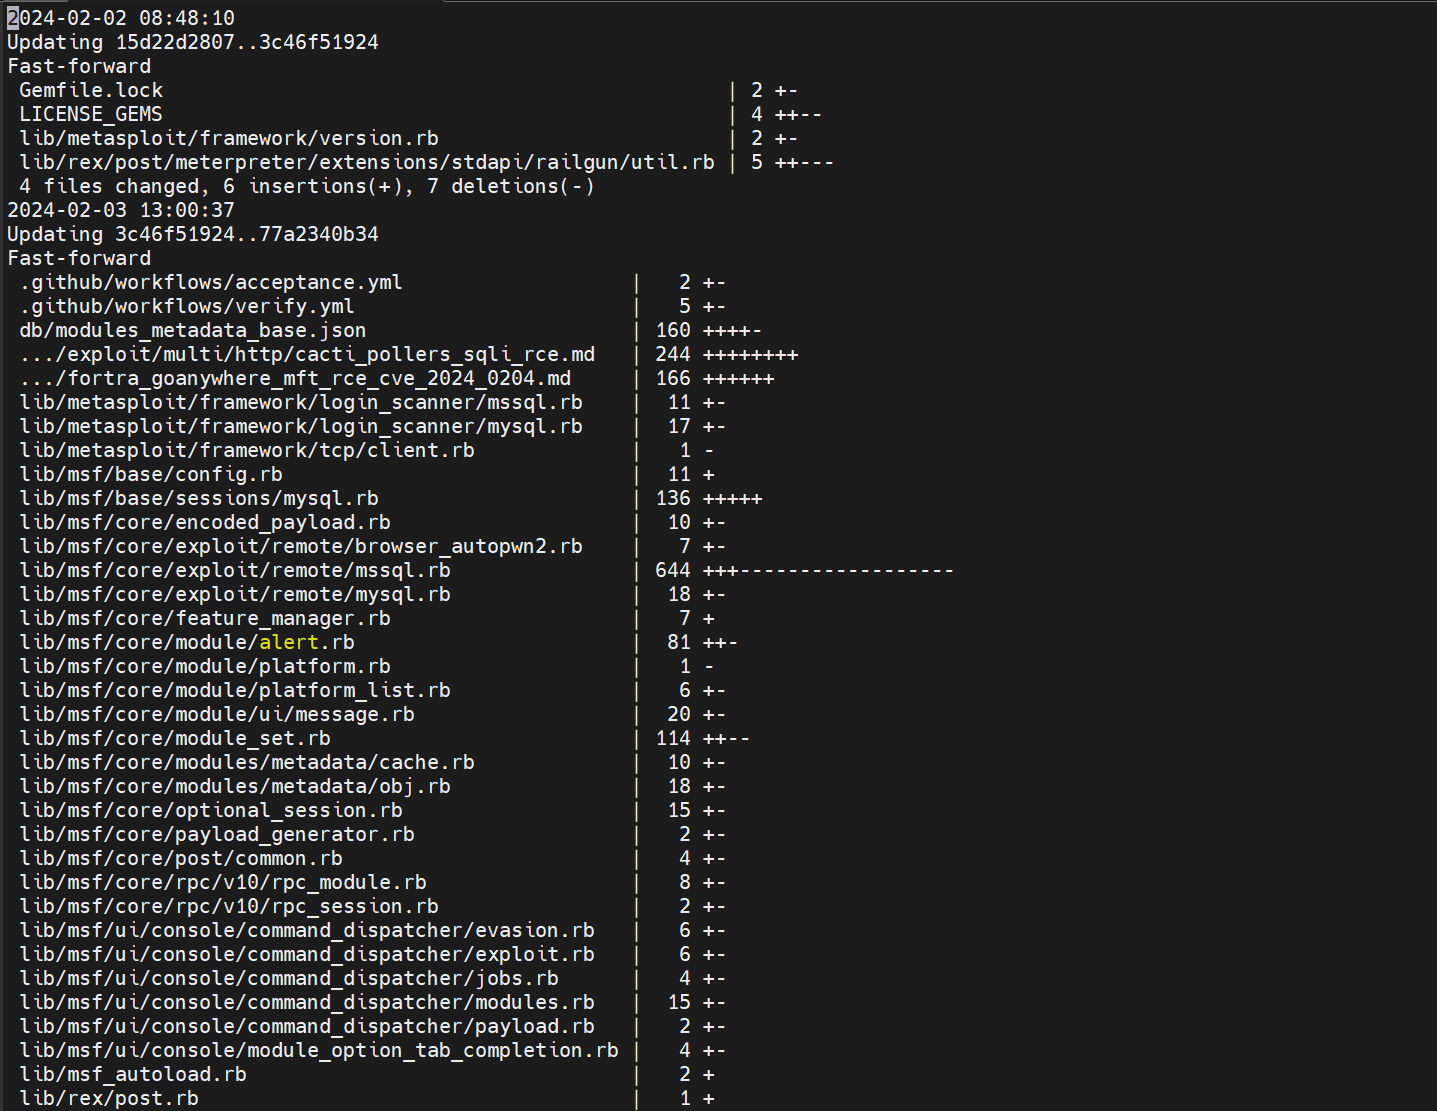 2024-02-02 08:48:10
Updating 15d22d2807..3c46f51924
Fast-forward
 Gemfile.lock                                               | 2 +-
 LICENSE_GEMS                                               | 4 ++--
 lib/metasploit/framework/version.rb                        | 2 +-
 lib/rex/post/meterpreter/extensions/stdapi/railgun/util.rb | 5 ++---
 4 files changed, 6 insertions(+), 7 deletions(-)
2024-02-03 13:00:37
Updating 3c46f51924..77a2340b34
Fast-forward
 .github/workflows/acceptance.yml                   |   2 +-
 .github/workflows/verify.yml                       |   5 +-
 db/modules_metadata_base.json                      | 160 ++++-
 .../exploit/multi/http/cacti_pollers_sqli_rce.md   | 244 ++++++++
 .../fortra_goanywhere_mft_rce_cve_2024_0204.md     | 166 ++++++
 lib/metasploit/framework/login_scanner/mssql.rb    |  11 +-
 lib/metasploit/framework/login_scanner/mysql.rb    |  17 +-
 lib/metasploit/framework/tcp/client.rb             |   1 -
 lib/msf/base/config.rb                             |  11 +
 lib/msf/base/sessions/mysql.rb                     | 136 +++++
 lib/msf/core/encoded_payload.rb                    |  10 +-
 lib/msf/core/exploit/remote/browser_autopwn2.rb    |   7 +-
 lib/msf/core/exploit/remote/mssql.rb               | 644 +++------------------
 lib/msf/core/exploit/remote/mysql.rb               |  18 +-
 lib/msf/core/feature_manager.rb                    |   7 +
 lib/msf/core/module/alert.rb                       |  81 ++-
 lib/msf/core/module/platform.rb                    |   1 -
 lib/msf/core/module/platform_list.rb               |   6 +-
 lib/msf/core/module/ui/message.rb                  |  20 +-
 lib/msf/core/module_set.rb                         | 114 ++--
 lib/msf/core/modules/metadata/cache.rb             |  10 +-
 lib/msf/core/modules/metadata/obj.rb               |  18 +-
 lib/msf/core/optional_session.rb                   |  15 +-
 lib/msf/core/payload_generator.rb                  |   2 +-
 lib/msf/core/post/common.rb                        |   4 +-
 lib/msf/core/rpc/v10/rpc_module.rb                 |   8 +-
 lib/msf/core/rpc/v10/rpc_session.rb                |   2 +-
 lib/msf/ui/console/command_dispatcher/evasion.rb   |   6 +-
 lib/msf/ui/console/command_dispatcher/exploit.rb   |   6 +-
 lib/msf/ui/console/command_dispatcher/jobs.rb      |   4 +-
 lib/msf/ui/console/command_dispatcher/modules.rb   |  15 +-
 lib/msf/ui/console/command_dispatcher/payload.rb   |   2 +-
 lib/msf/ui/console/module_option_tab_completion.rb |   4 +-
 lib/msf_autoload.rb                                |   2 +
 lib/rex/post.rb                                    |   1 +